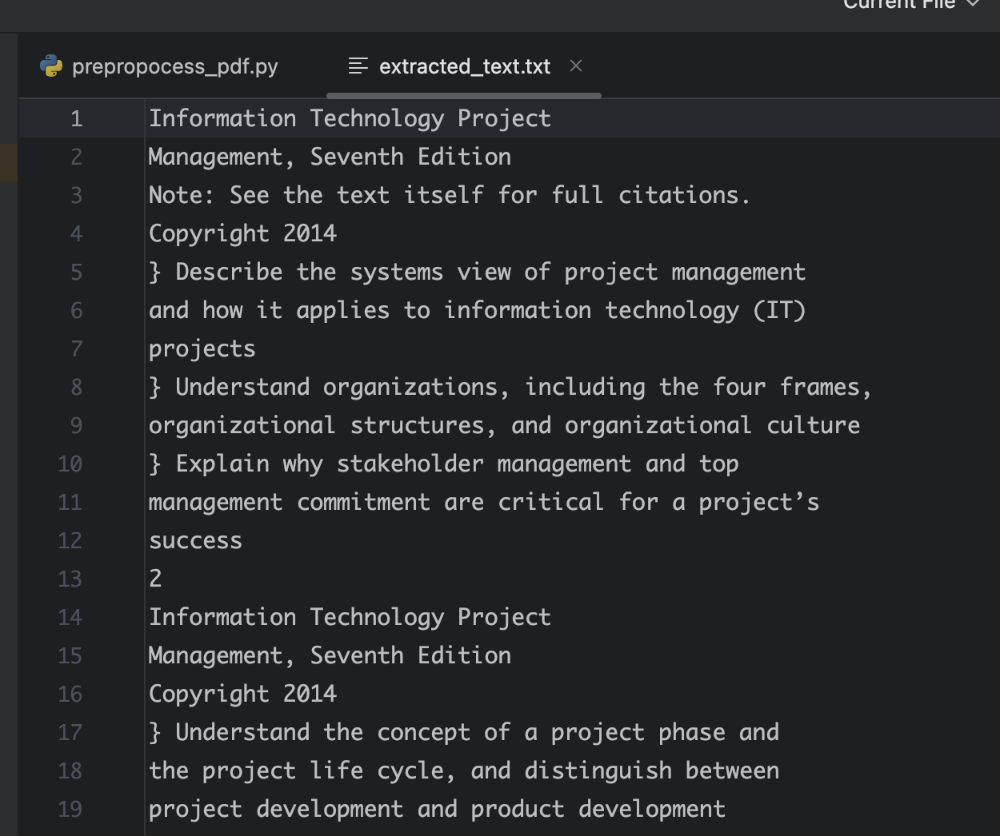 Current File
prepropocess_pdf.py
extracted_text.txt
1 Information Technology Project
2 Management, Seventh Edition
3 Note: See the text itself for full citations.
4 Copyright 2014
5 } Describe the systems view of project management
6 and how it applies to information technology (IT)
7 projects
8 } Understand organizations, including the four frames,
9 organizational structures, and organizational culture
10 } Explain why stakeholder management and top
11 management commitment are critical for a project’s
12 success
13 2
14 Information Technology Project
15 Management, Seventh Edition
16 Copyright 2014
17 } Understand the concept of a project phase and
18 the project life cycle, and distinguish between
19 project development and product development